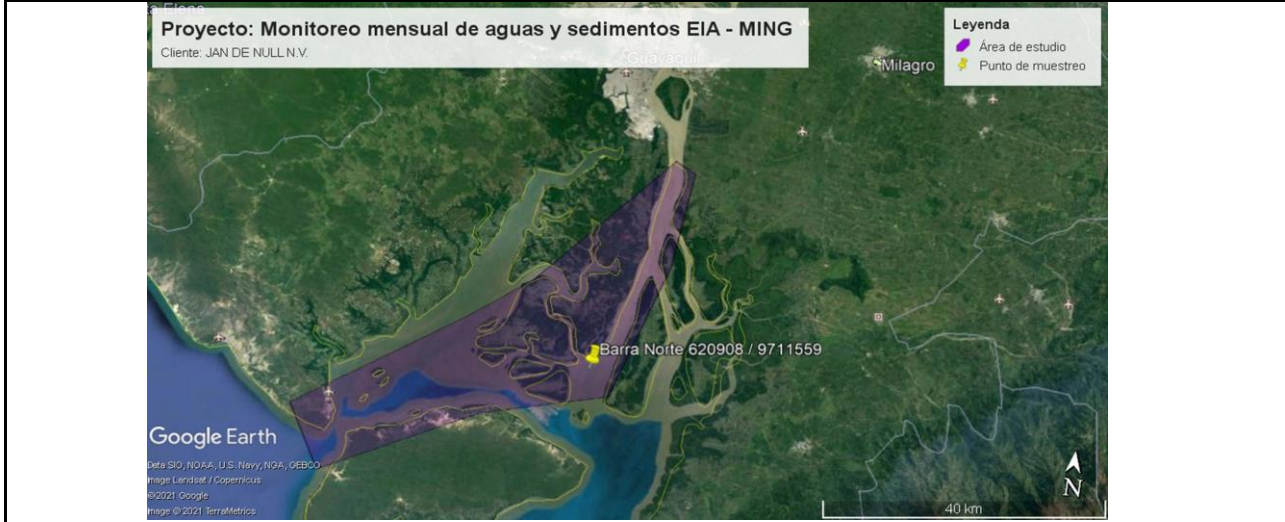 ta Elena
Proyecto: Monitoreo mensual de aguas y sedimentos EIA - MING
Cliente: JAN DE NULL N.V.
Leyenda
Área de estudio
Punto de muestreo
Guayaquil
Milagro
Barra Norte 620908 / 9711559
Google Earth
Data SIO, NOAA, U.S. Navy, NGA, GEBCO
Image Landsat / Copernicus
©2021 Google
Image © 2021 TerraMetrics
N
40 km